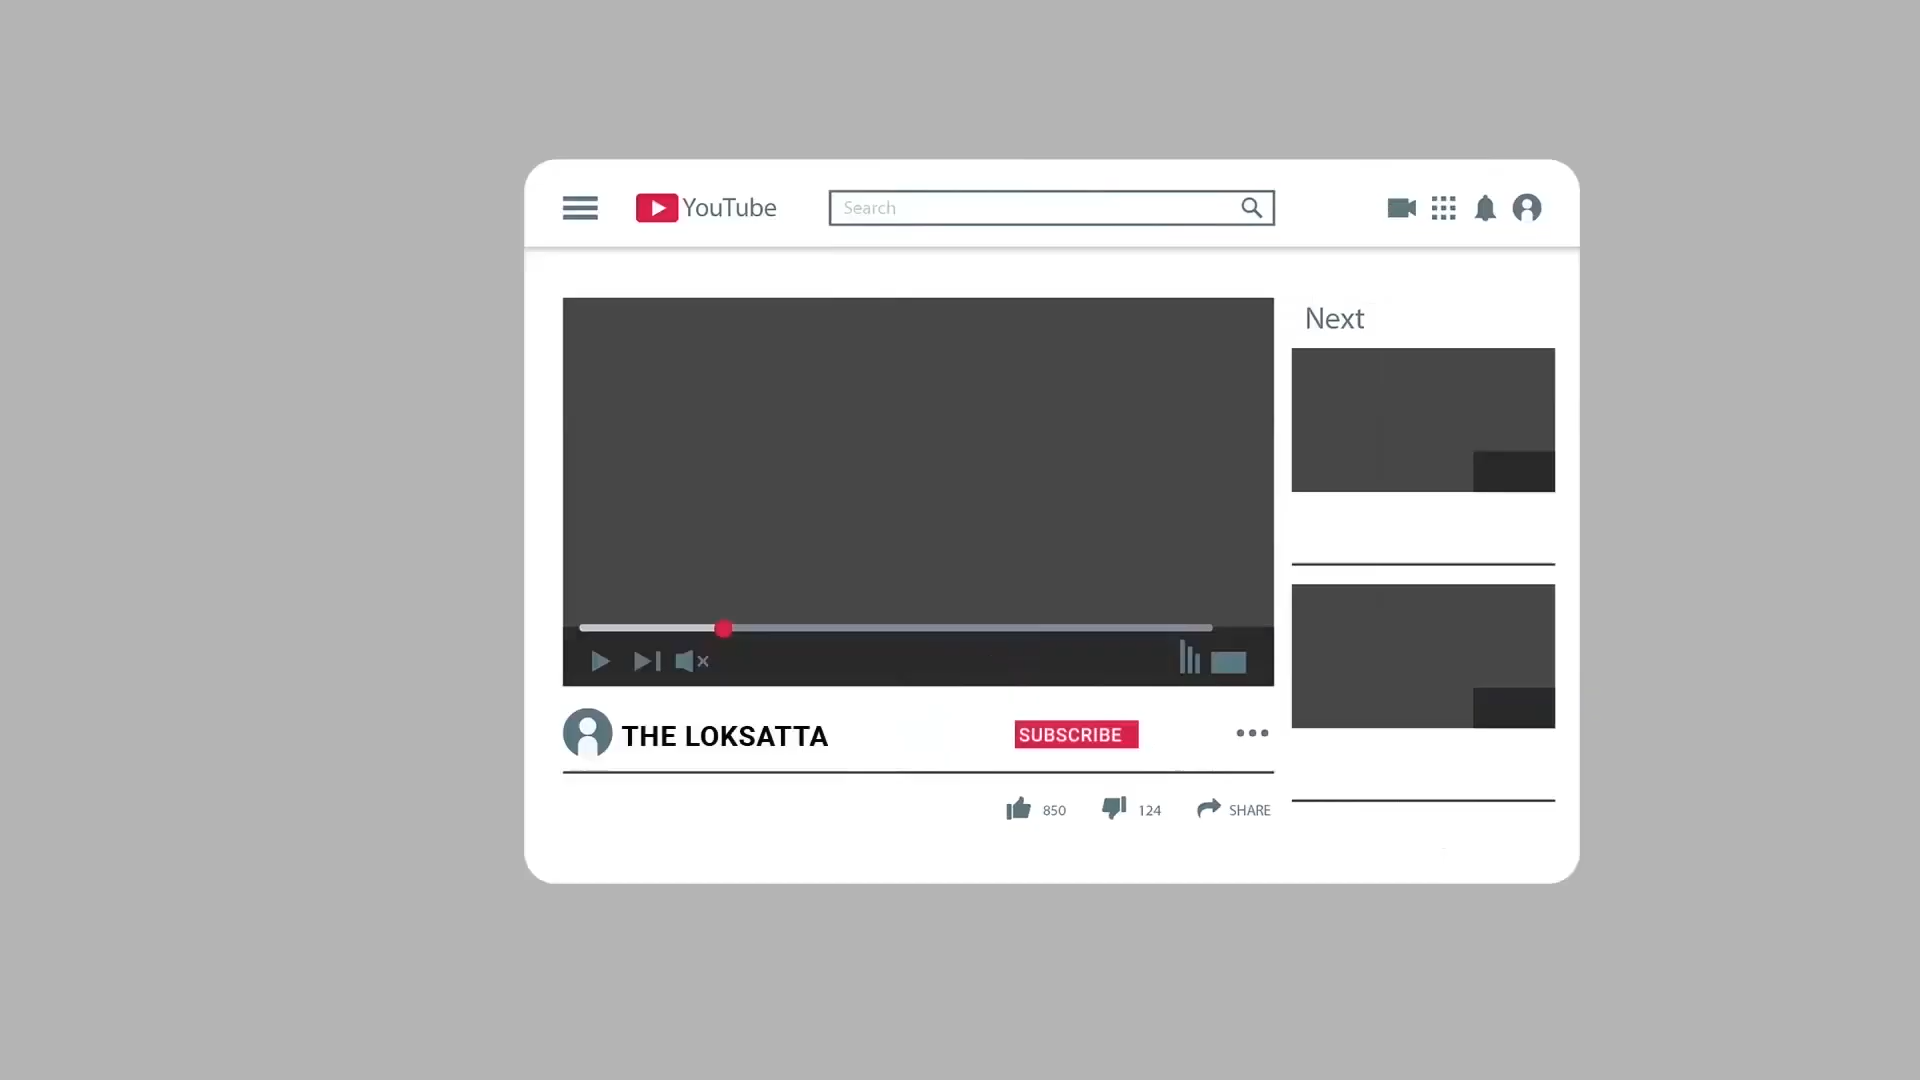 YouTube
Search
Next
THE LOKSATTA
SUBSCRIBE
850
124
SHARE